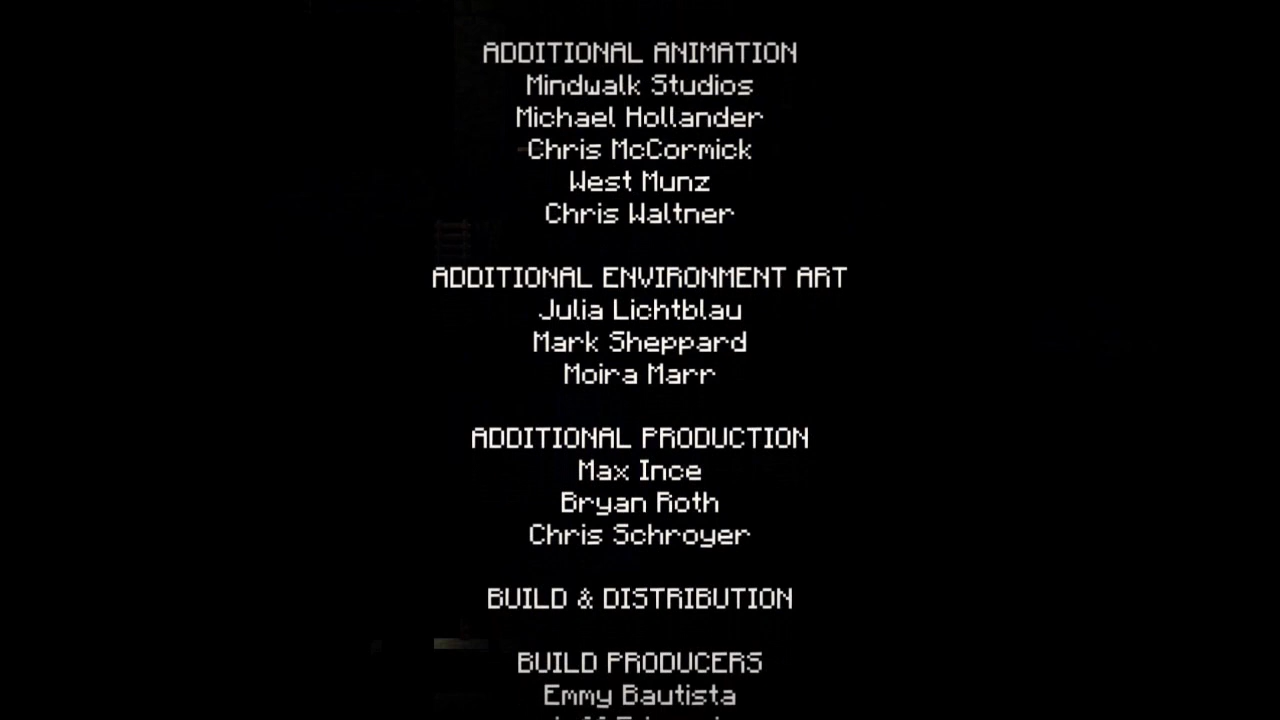 ADDITIONAL ANIMATION
Mindwalk Studios
Michael Hollander
Chris McCormick
West Munz
Chris Waltner
ADDITIONAL ENVIRONMENT ART
Julia Lichtblau
Mark Sheppard
Moira Marr
ADDITIONAL PRODUCTION
Max Ince
Bryan Roth
Chris Schroyer
BUILD & DISTRIBUTION
BUILD PRODUCERS
Emmy Bautista